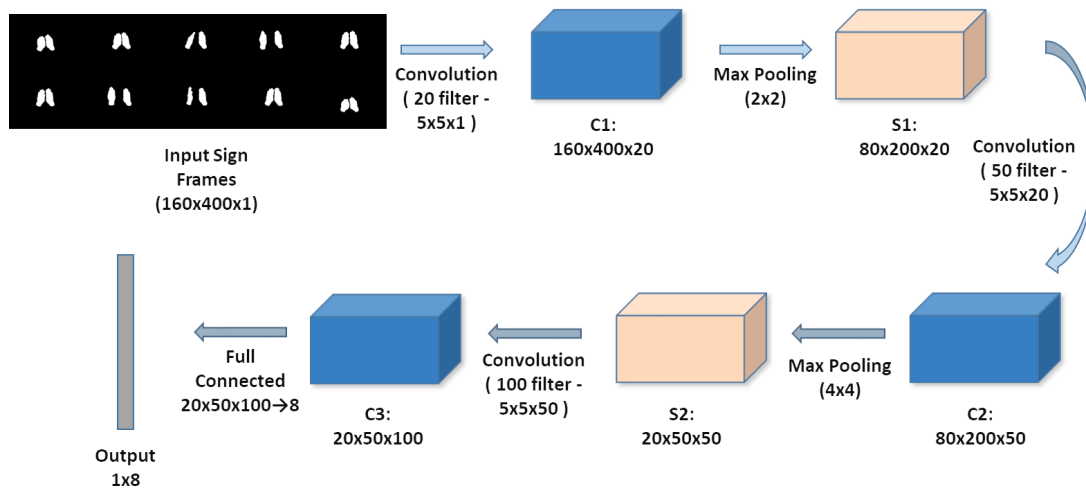 Input Sign
Frames
(160x400x1)
Convolution
( 20 filter -
5x5x1 )
C1:
160x400x20
Max Pooling
(2x2)
S1:
80x200x20
Convolution
( 50 filter -
5x5x20 )
C2:
80x200x50
Max Pooling
(4x4)
S2:
20x50x50
Convolution
( 100 filter -
5x5x50 )
C3:
20x50x100
Full
Connected
20x50x100→8
Output
1x8